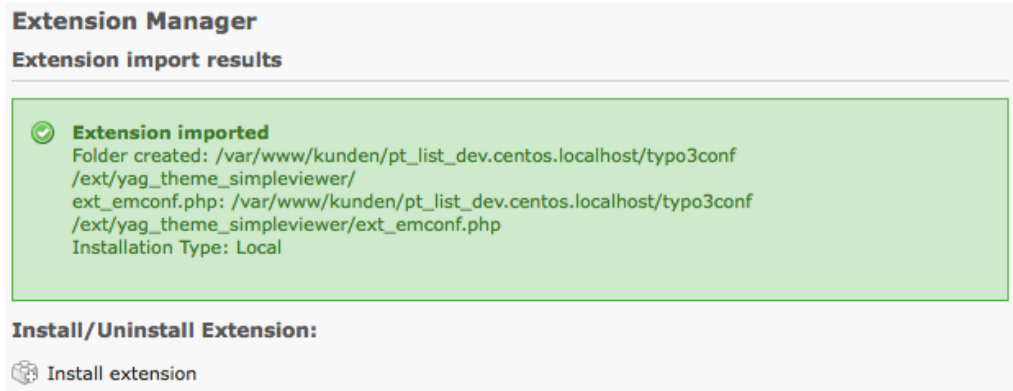 Extension Manager
Extension import results
Extension imported
Folder created: /var/www/kunden/pt_list_dev.centos.localhost/typo3conf
/ext/yag_theme_simpleviewer/
ext_emconf.php: /var/www/kunden/pt_list_dev.centos.localhost/typo3conf
/ext/yag_theme_simpleviewer/ext_emconf.php
Installation Type: Local
Install/Uninstall Extension:
Install extension